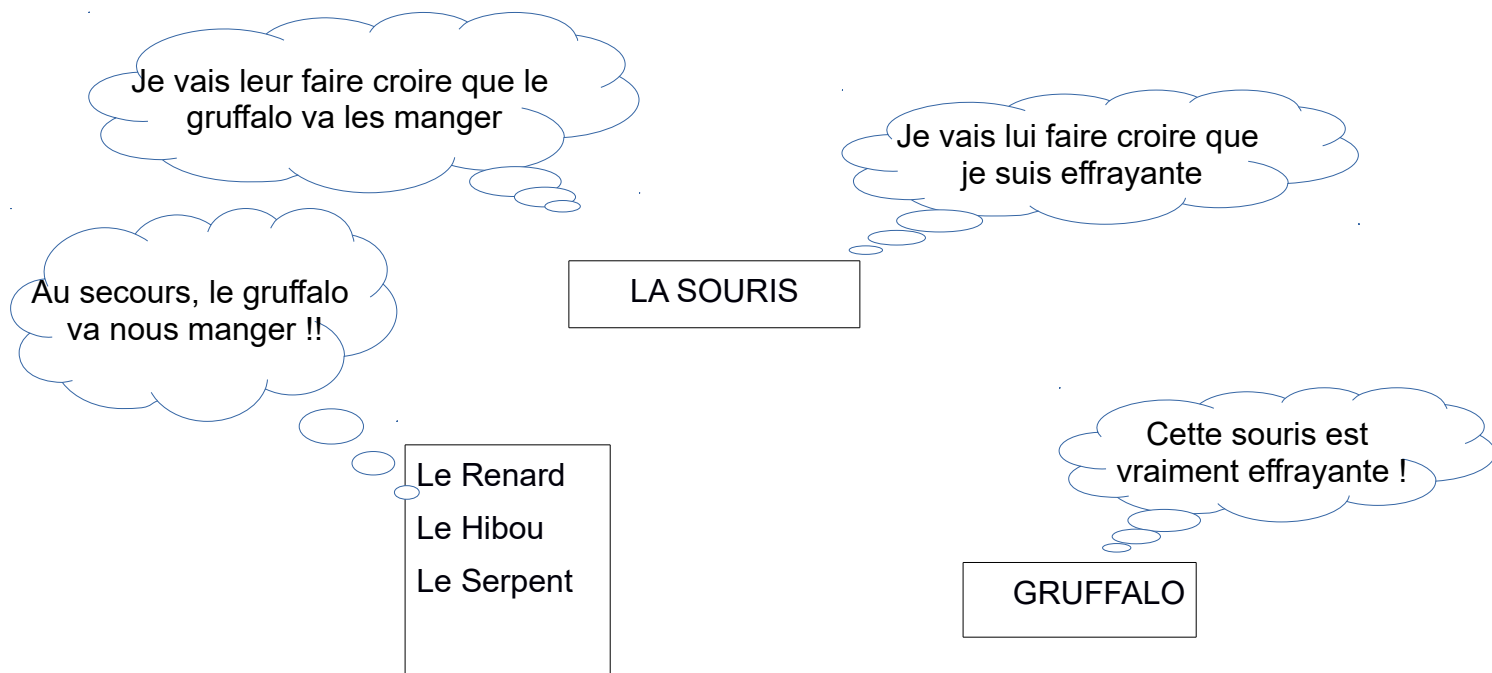 Je vais leur faire croire que le
gruffalo va les manger
Je vais lui faire croire que
je suis effrayante
Au secours, le gruffalo
va nous manger !!
LA SOURIS
Cette souris est
vraiment effrayante !
Le Renard
Le Hibou
Le Serpent
GRUFFALO